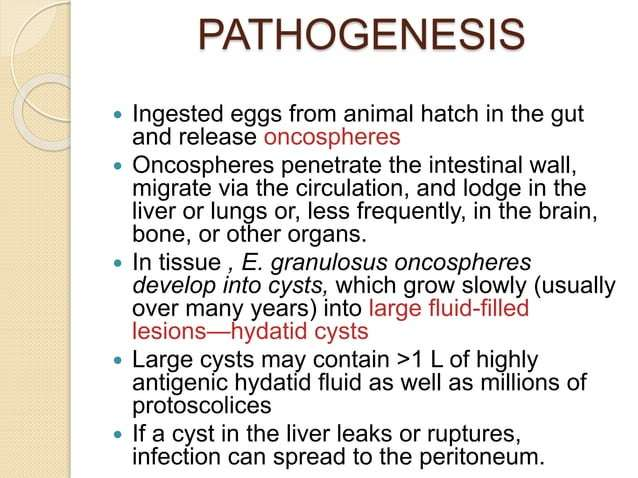 PATHOGENESIS
• Ingested eggs from animal hatch in the gut
and release oncospheres
• Oncospheres penetrate the intestinal wall,
migrate via the circulation, and lodge in the
liver or lungs or, less frequently, in the brain,
bone, or other organs.
• In tissue , E. granulosus oncospheres
develop into cysts, which grow slowly (usually
over many years) into large fluid-filled
lesions—hydatid cysts
• Large cysts may contain >1 L of highly
antigenic hydatid fluid as well as millions of
protoscolices
• If a cyst in the liver leaks or ruptures,
infection can spread to the peritoneum.